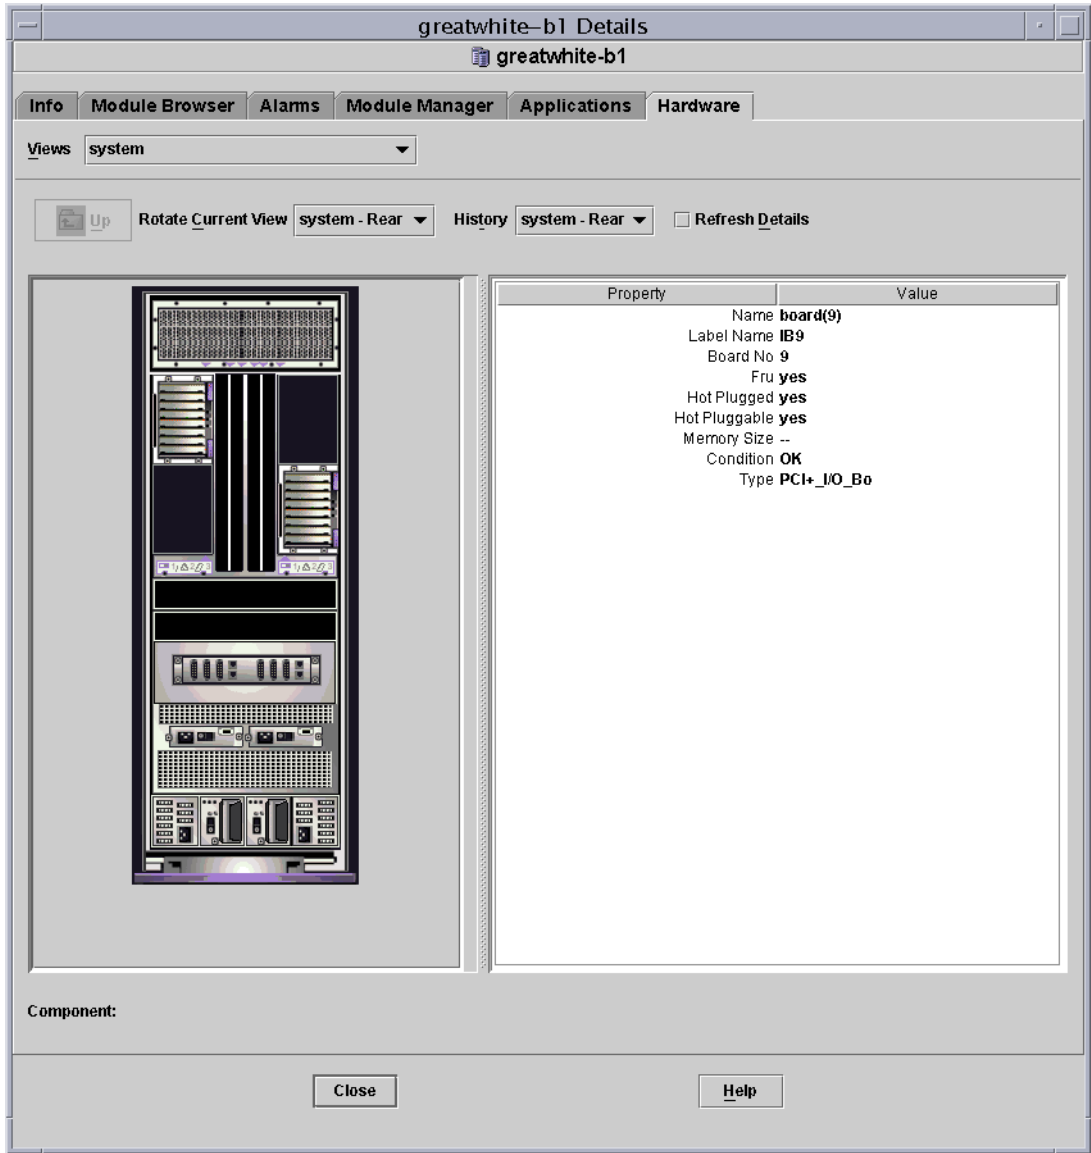 greatwhite–b1 Details
greatwhite-b1
Info Module Browser Alarms Module Manager Applications Hardware
Views system
Up Rotate Current View system - Rear History system - Rear Refresh Details
Property Value
Name board(9)
Label Name IB9
Board No 9
Fru yes
Hot Plugged yes
Hot Pluggable yes
Memory Size --
Condition OK
Type PCI+_I/O_Bo
Component:
Close Help